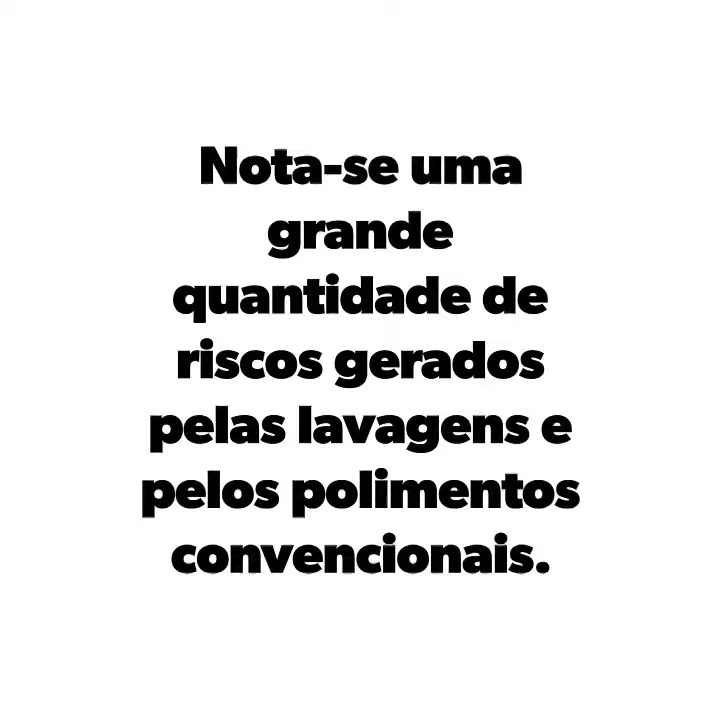 Nota-se uma
grande
quantidade de
riscos gerados
pelas lavagens e
pelos polimentos
convencionais.